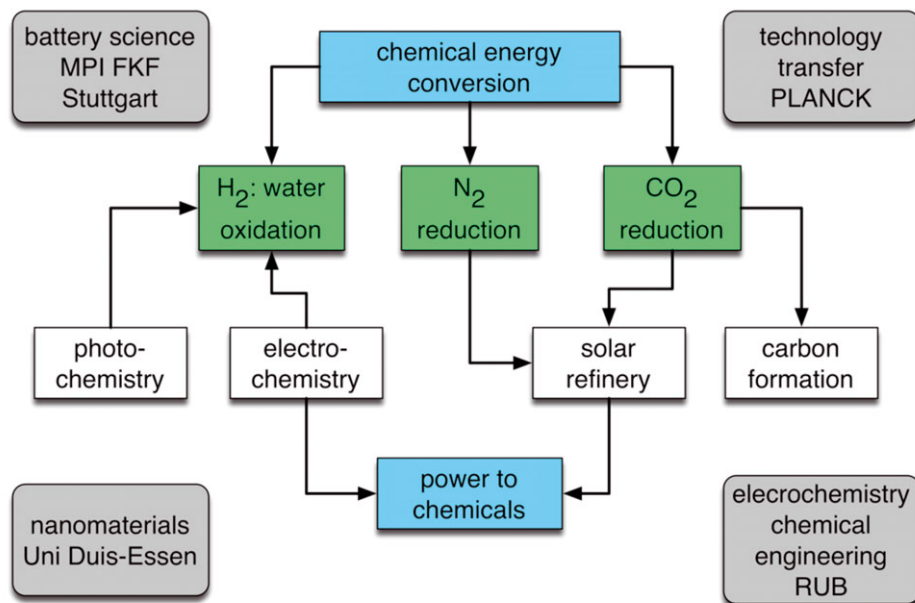 battery science
MPI FKF
Stuttgart
chemical energy
conversion
technology
transfer
PLANCK
H2: water
oxidation
N2
reduction
CO2
reduction
photo-
chemistry
electro-
chemistry
solar
refinery
carbon
formation
power to
chemicals
nanomaterials
Uni Duis-Essen
elecrochemistry
chemical
engineering
RUB